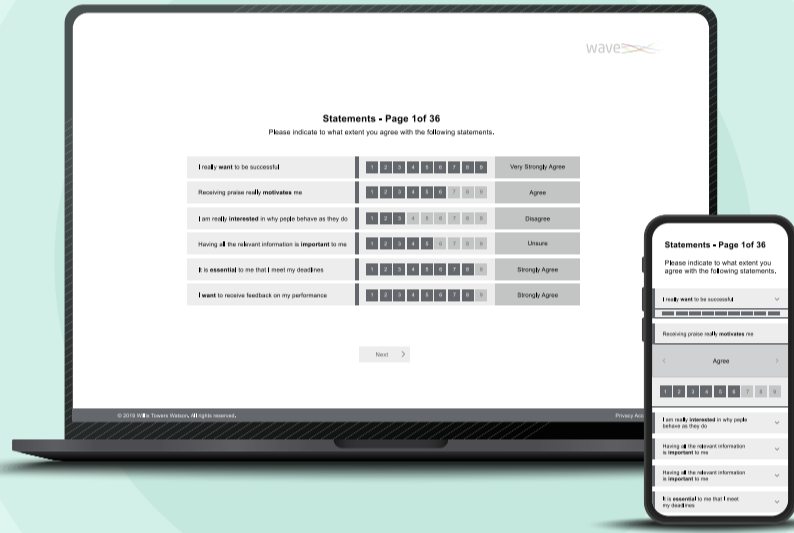 wave
Statements - Page 1of 36
Please indicate to what extent you agree with the following statements.
I really want to be successful
1 2 3 4 5 6 7 8 9
Very Strongly Agree
Receiving praise really motivates me
1 2 3 4 5 6 7 8 9
Agree
I am really interested in why peple behave as they do
1 2 3 4 5 6 7 8 9
Disagree
Having all the relevant information is important to me
1 2 3 4 5 6 7 8 9
Unsure
It is essential to me that I meet my deadlines
1 2 3 4 5 6 7 8 9
Strongly Agree
I want to receive feedback on my performance
1 2 3 4 5 6 7 8 9
Strongly Agree
Next
© 2019 Willis Towers Watson. All rights reserved.
Privacy
Statements - Page 1of 36
Please indicate to what extent you
agree with the following statements.
I really want to be successful
Receiving praise really motivates me
Agree
1 2 3 4 5 6 7 8 9
I am really interested in why peple
behave as they do
Having all the relevant information
is important to me
Having all the relevant information
is important to me
It is essential to me that I meet
my deadlines